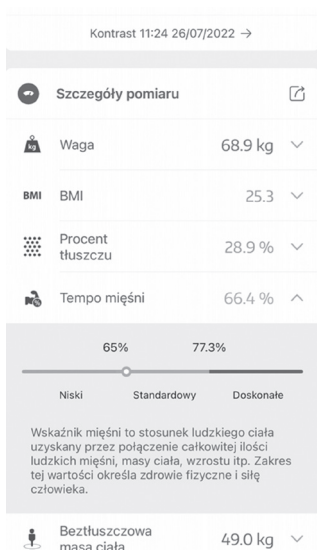 Kontrast 11:24 26/07/2022 →
Szczegóły pomiaru
kg
Waga
68.9 kg
BMI
BMI
25.3
Procent
tłuszczu
28.9 %
%
Tempo mięśni
66.4 %
65%
77.3%
Niski
Standardowy
Doskonałe
Wskaźnik mięśni to stosunek ludzkiego ciała
uzyskany przez połączenie całkowitej ilości
ludzkich mięśni, masy ciała, wzrostu itp. Zakres
tej wartości określa zdrowie fizyczne i siłę
człowieka.
Beztłuszczowa
masa ciała
49.0 kg